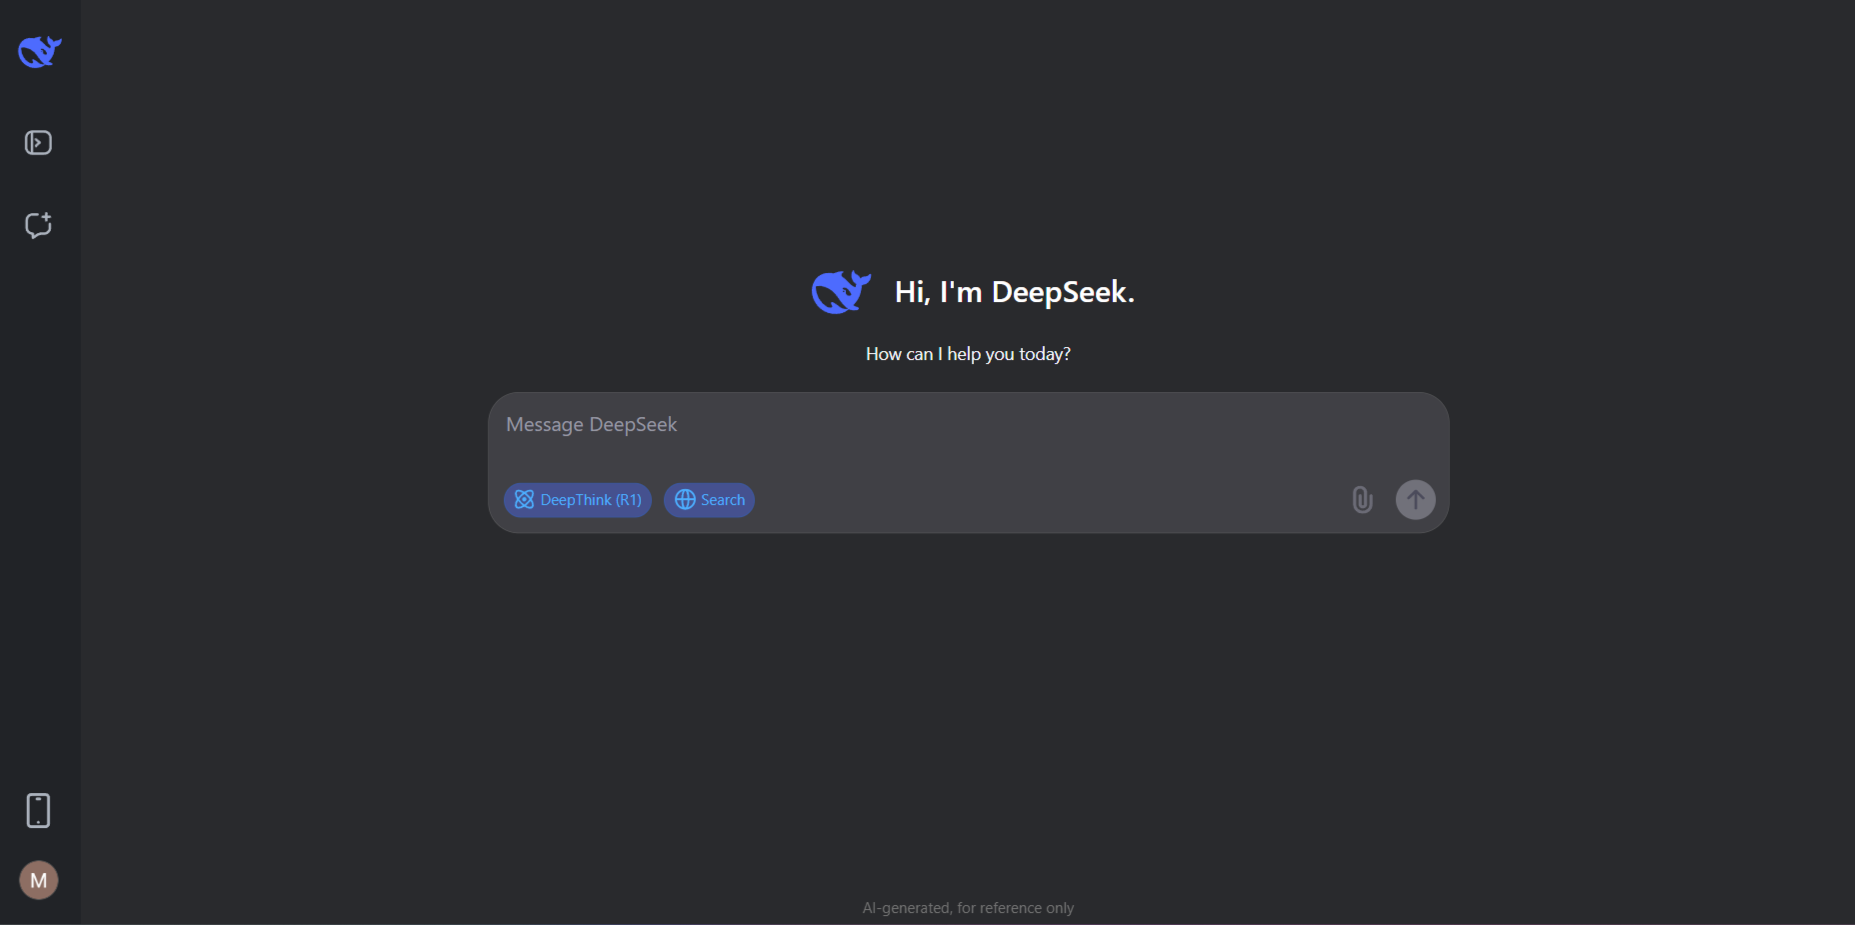 Hi, I'm DeepSeek.
How can I help you today?
Message DeepSeek
DeepThink (R1) Search
M
AI-generated, for reference only